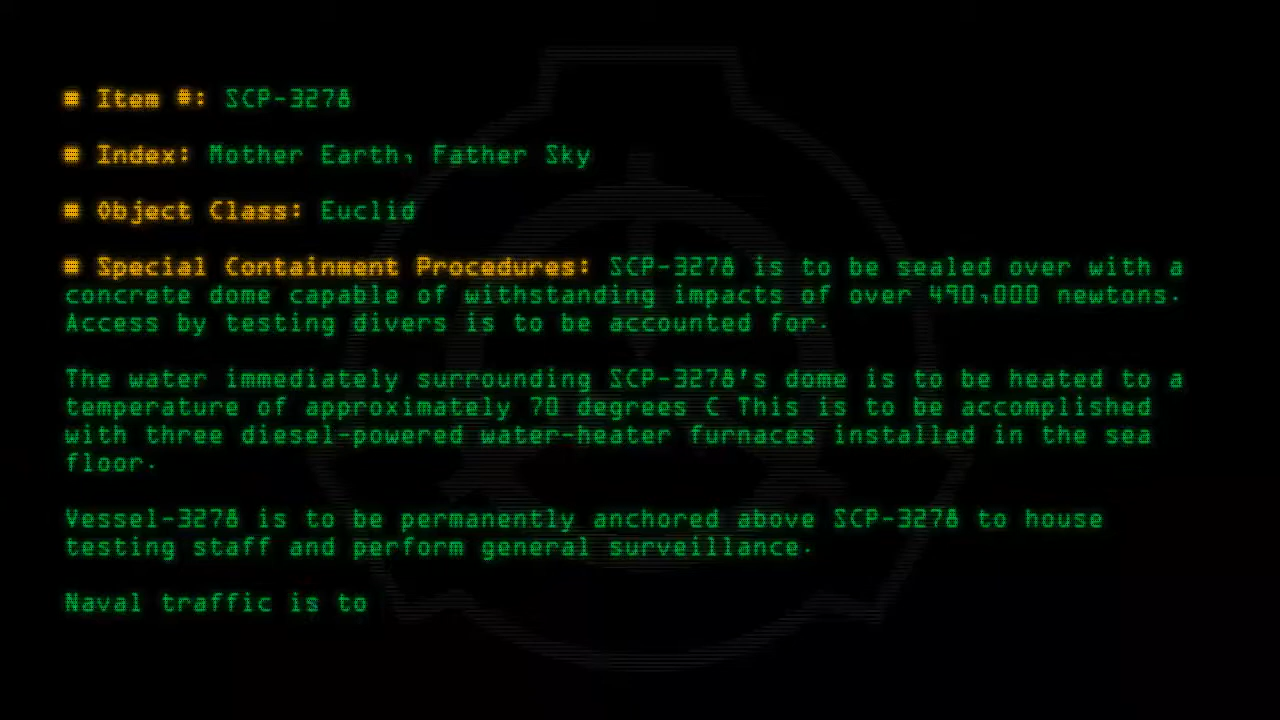 ■ Item #: SCP-3278
■ Index: Mother Earth, Father Sky
■ Object Class: Euclid
■ Special Containment Procedures: SCP-3278 is to be sealed over with a
concrete dome capable of withstanding impacts of over 490,000 newtons.
Access by testing divers is to be accounted for.
The water immediately surrounding SCP-3278's dome is to be heated to a
temperature of approximately 70 degrees C This is to be accomplished
with three diesel-powered water-heater furnaces installed in the sea
floor.
Vessel-3278 is to be permanently anchored above SCP-3278 to house
testing staff and perform general surveillance.
Naval traffic is to